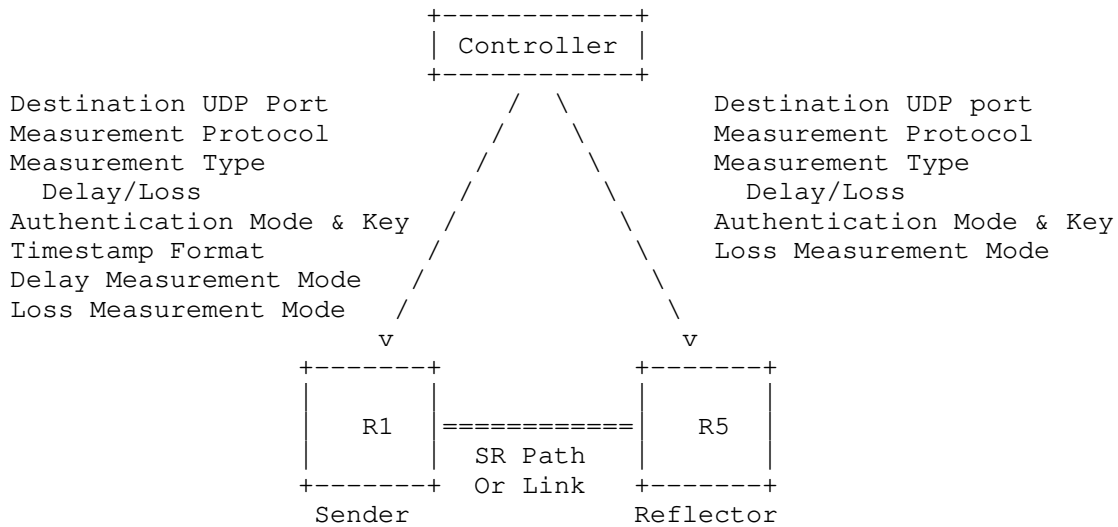 Controller
Destination UDP Port
Measurement Protocol
Measurement Type
Delay/Loss
Authentication Mode & Key
Timestamp Format
Delay Measurement Mode
Loss Measurement Mode
Destination UDP port
Measurement Protocol
Measurement Type
Delay/Loss
Authentication Mode & Key
Loss Measurement Mode
R1
SR Path
Or Link
R5
Sender
Reflector